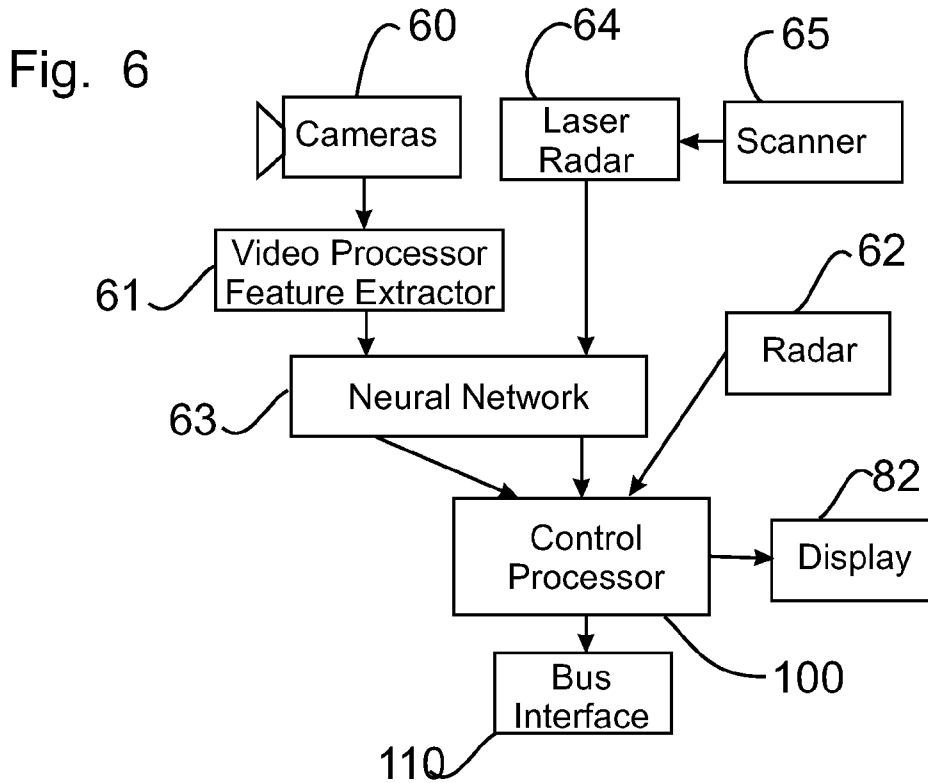 Fig. 6
60
64
65
Cameras
Laser
Radar
Scanner
Video Processor
Feature Extractor
61
62
Radar
Neural Network
63
82
Control
Processor
Display
100
Bus
Interface
110